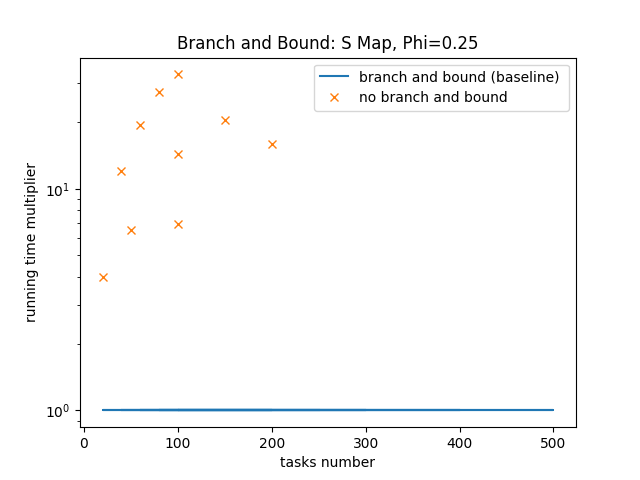 Branch and Bound: S Map, Phi=0.25
branch and bound (baseline)
no branch and bound
running time multiplier
10¹
10⁰
0 100 200 300 400 500
tasks number